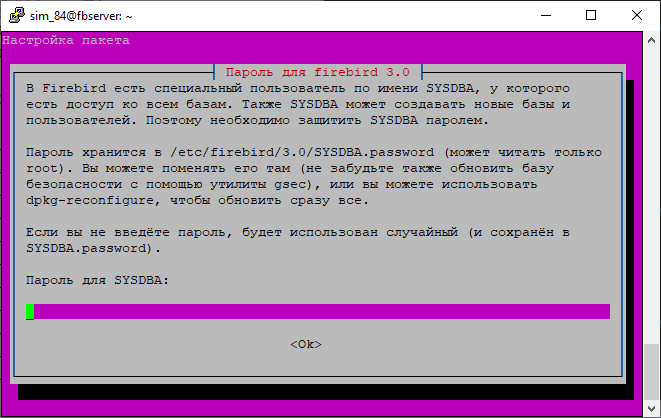 sim_84@fbserver: ~
Настройка пакета
Пароль для firebird 3.0
В Firebird есть специальный пользователь по имени SYSDBA, у которого
есть доступ ко всем базам. Также SYSDBA может создавать новые базы и
пользователей. Поэтому необходимо защитить SYSDBA паролем.
Пароль хранится в /etc/firebird/3.0/SYSDBA.password (может читать только
root). Вы можете поменять его там (не забудьте также обновить базу
безопасности с помощью утилиты gsec), или вы можете использовать
dpkg-reconfigure, чтобы обновить сразу все.
Если вы не введёте пароль, будет использован случайный (и сохранён в
SYSDBA.password).
Пароль для SYSDBA:
<Ok>